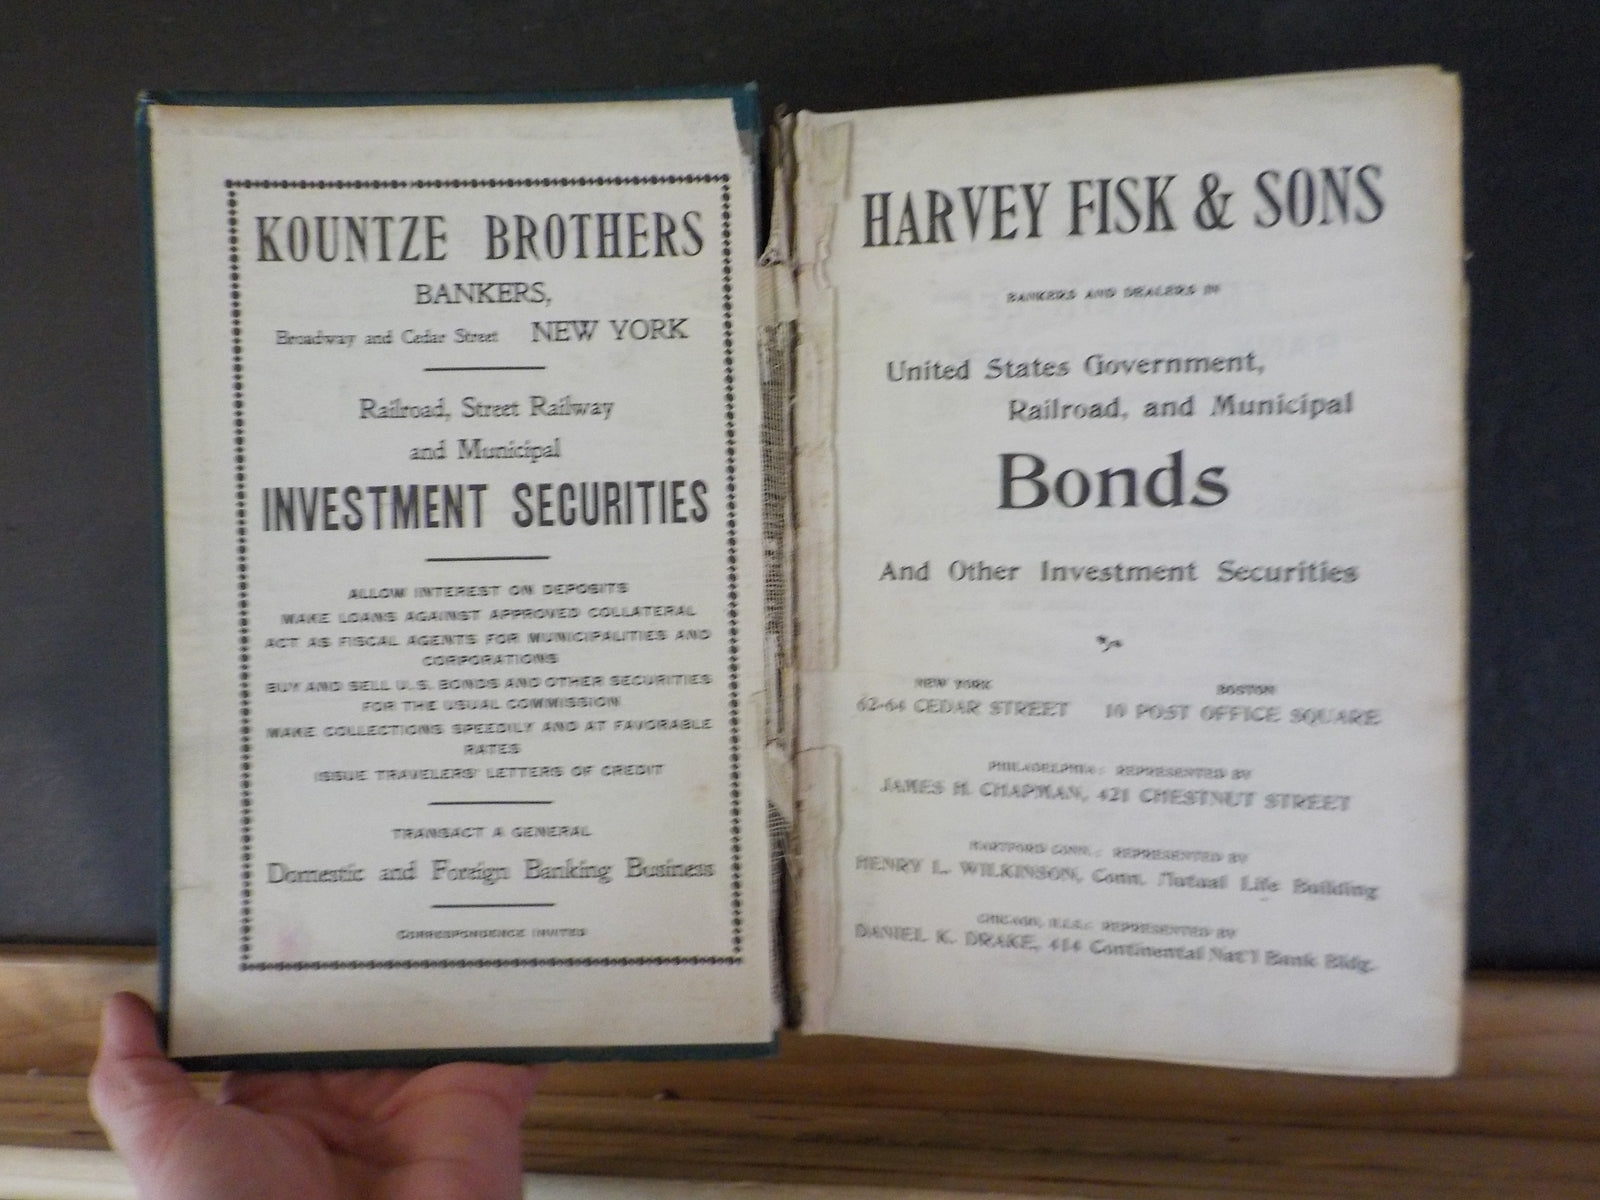 KOUNTZE BROTHERS
BANKERS,
Broadway and Cedar Street NEW YORK
Railroad, Street Railway
and Municipal
INVESTMENT SECURITIES
ALLOW INTEREST ON DEPOSITS
MAKE LOANS AGAINST APPROVED COLLATERAL
ACT AS FISCAL AGENTS FOR MUNICIPALITIES AND
CORPORATIONS
BUY AND SELL U.S. BONDS AND OTHER SECURITIES
FOR THE USUAL COMMISSION
MAKE COLLECTIONS SPEEDILY AND AT FAVORABLE
RATES
ISSUE TRAVELERS' LETTERS OF CREDIT
TRANSACT A GENERAL
Domestic and Foreign Banking Business
CORRESPONDENCE INVITED
HARVEY FISK & SONS
BANKERS AND DEALERS IN
United States Government,
Railroad, and Municipal
Bonds
And Other Investment Securities
NEW YORK BOSTON
62-64 CEDAR STREET 10 POST OFFICE SQUARE
PHILADELPHIA: REPRESENTED BY
JAMES H. CHAPMAN, 421 CHESTNUT STREET
HARTFORD CONN.: REPRESENTED BY
HENRY L. WILKINSON, Conn. Mutual Life Building
CHICAGO, ILLS.: REPRESENTED BY
DANIEL K. DRAKE, 414 Continental Nat'l Bank Bldg.